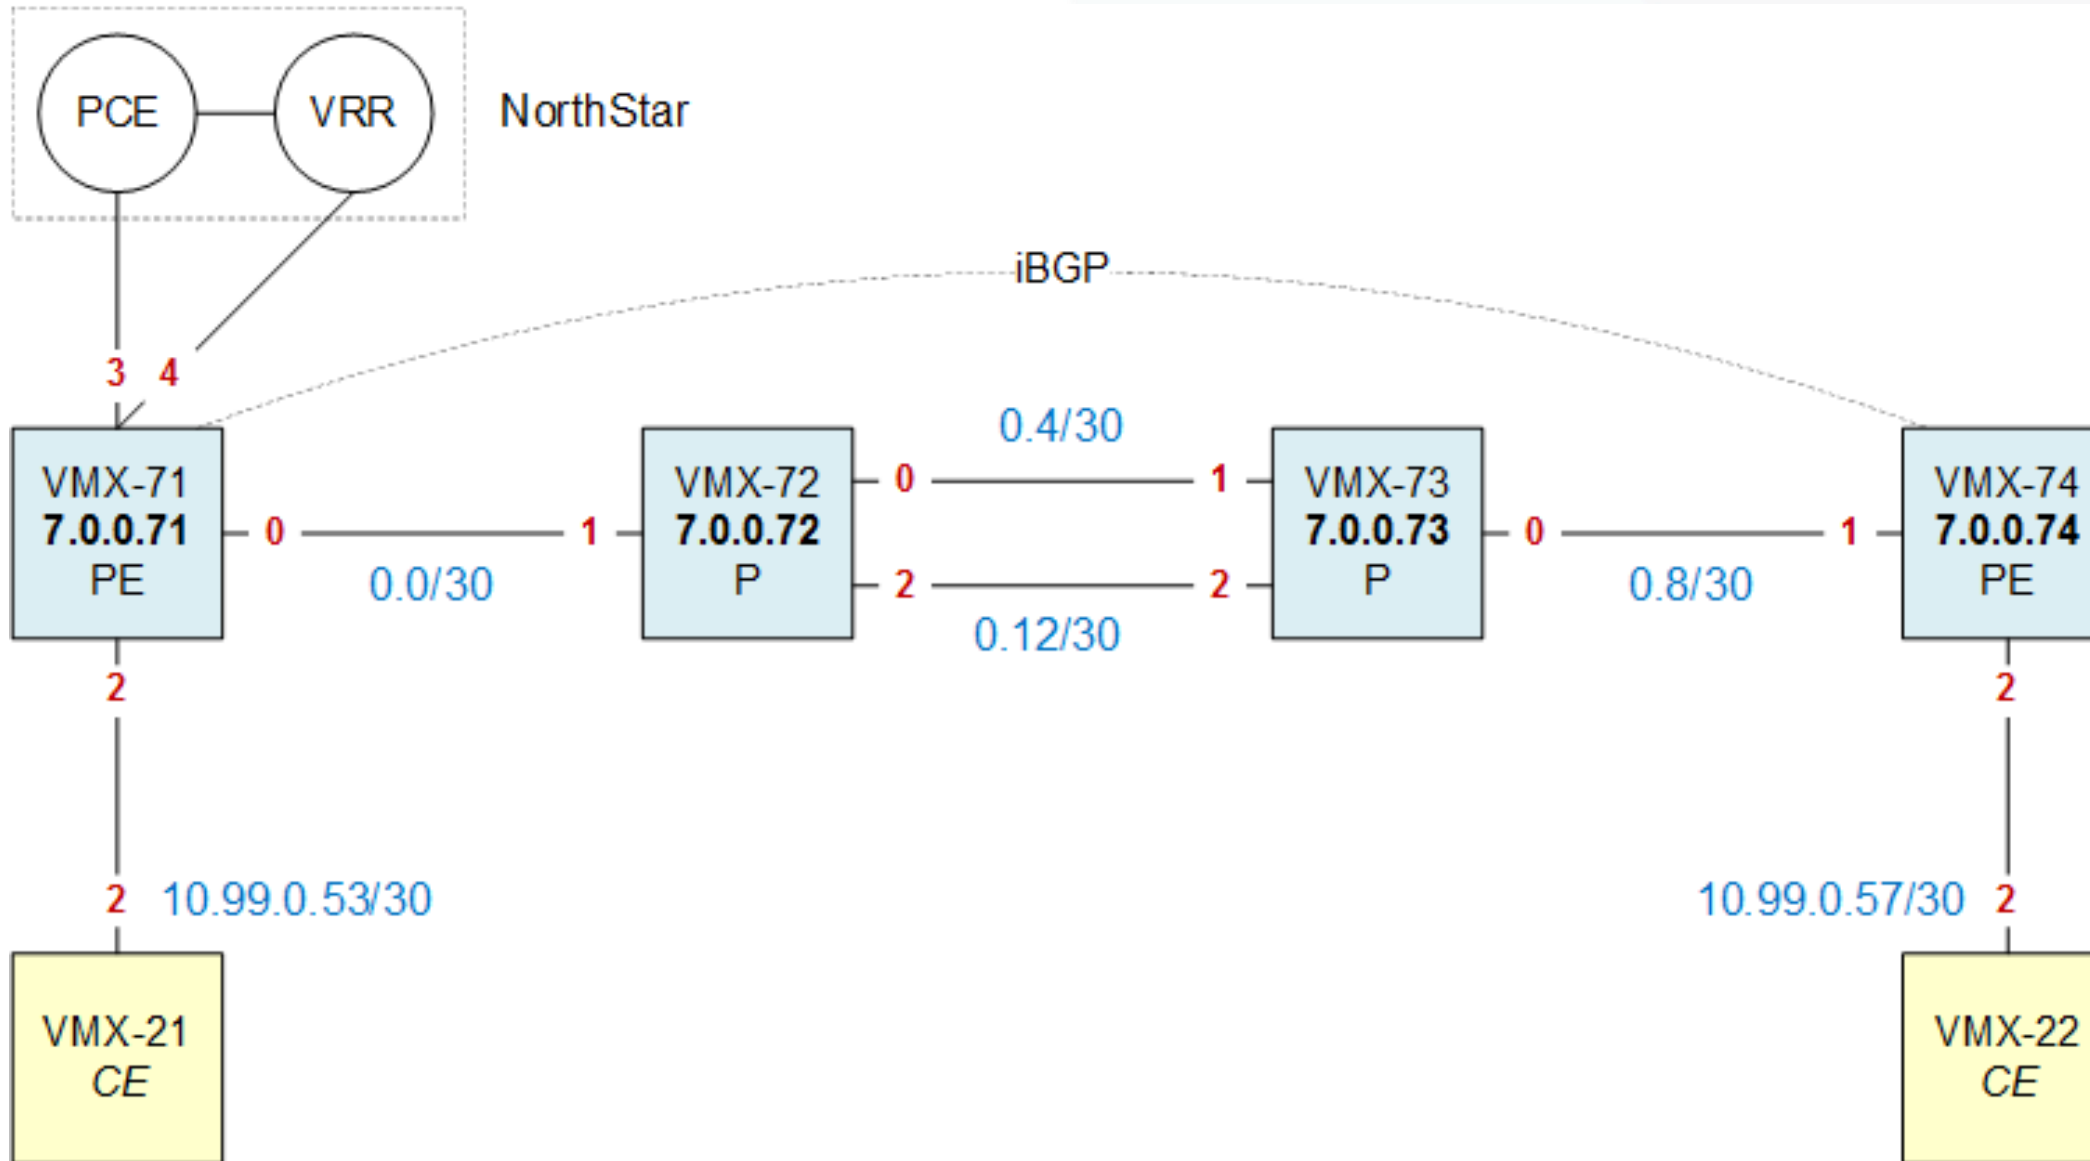 PCE
VRR
NorthStar
iBGP
3 4
0.4/30
VMX-71
7.0.0.71
PE
0
1
0.0/30
VMX-72
7.0.0.72
P
0
1
2
2
0.12/30
VMX-73
7.0.0.73
P
0
1
0.8/30
VMX-74
7.0.0.74
PE
2
2
2 10.99.0.53/30
10.99.0.57/30 2
VMX-21
CE
VMX-22
CE